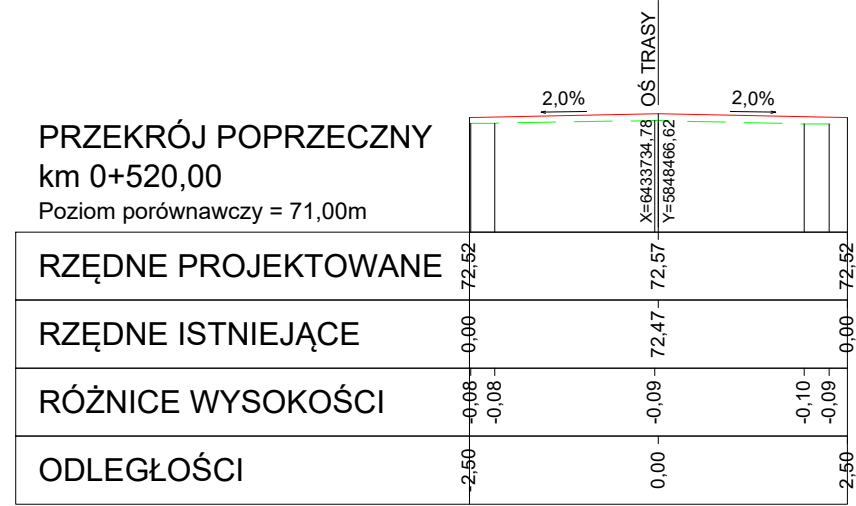 OŚ TRASY
2,0%
2,0%
X=6433734,78
Y=5848466,62
PRZEKRÓJ POPRZECZNY
km 0+520,00
Poziom porównawczy = 71,00m
RZĘDNE PROJEKTOWANE 72,52 72,57 72,52
RZĘDNE ISTNIEJĄCE 0,00 72,47 0,00
RÓŻNICE WYSOKOŚCI -0,08 -0,08 -0,09 -0,10 -0,09
ODLEGŁOŚCI -2,50 0,00 2,50